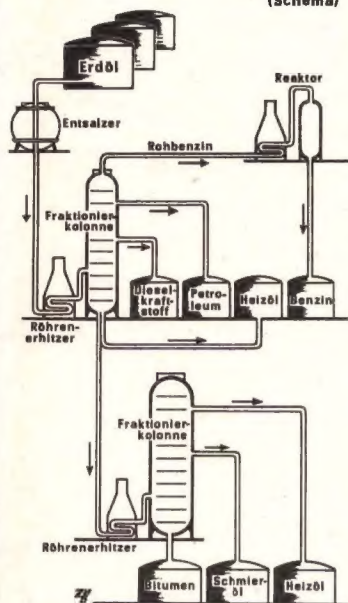 (Schema)
Erdöl
Reaktor
Entsalzer
Rohbenzin
Fraktionier-
kolonne
Diesel-
kraft-
stoff
Petro-
leum
Heizöl
Benzin
Röhren-
erhitzer
Fraktionier-
kolonne
Röhrenerhitzer
Bitumen
Schmier-
öl
Heizöl